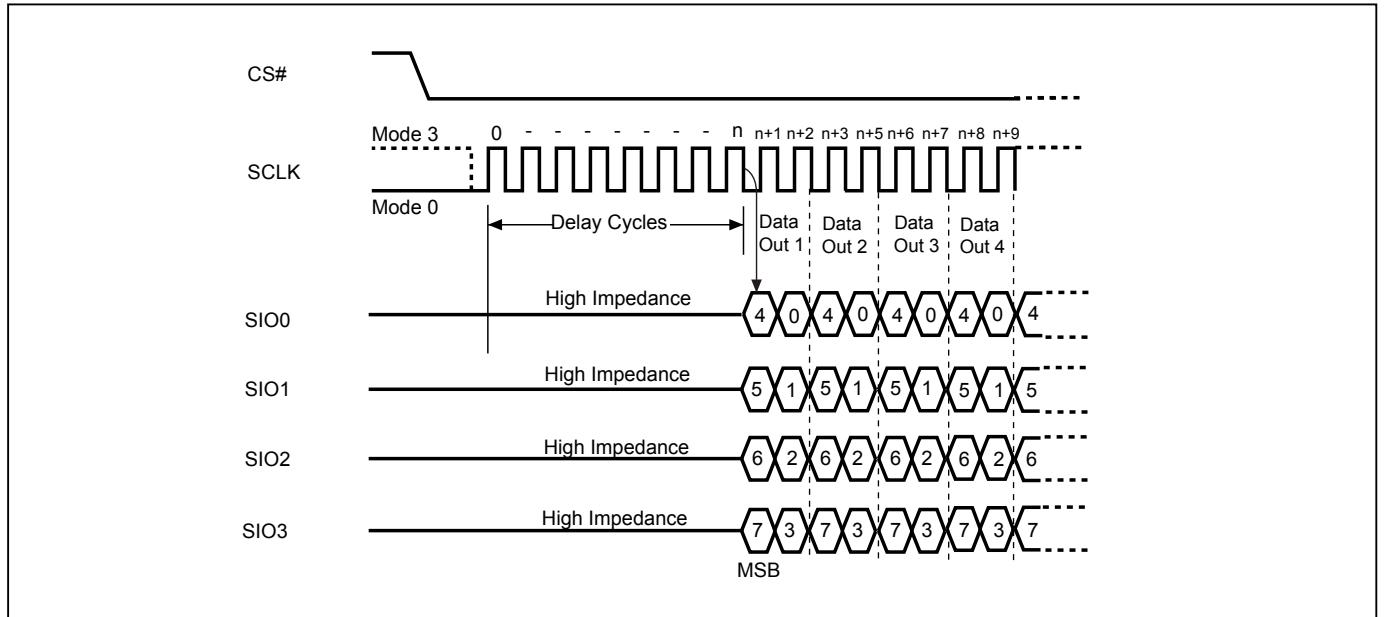 CS#
Mode 3
0 - - - - - - - n n+1 n+2 n+3 n+5 n+6 n+7 n+8 n+9
SCLK
Mode 0
Delay Cycles
Data Out 1
Data Out 2
Data Out 3
Data Out 4
High Impedance
SIO0
4 0 4 0 4 0 4 0 4
High Impedance
SIO1
5 1 5 1 5 1 5 1 5
High Impedance
SIO2
6 2 6 2 6 2 6 2 6
High Impedance
SIO3
7 3 7 3 7 3 7 3 7
MSB